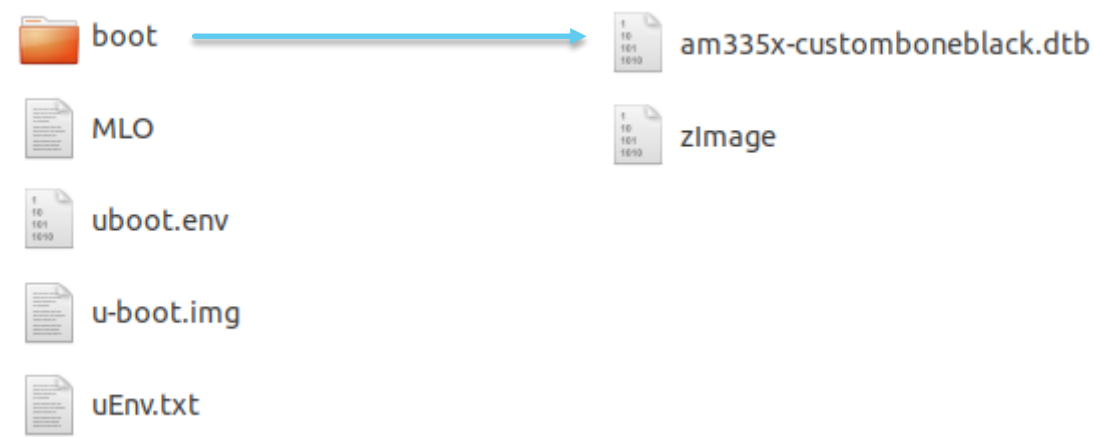 boot
am335x-customboneblack.dtb
MLO
zImage
uboot.env
u-boot.img
uEnv.txt